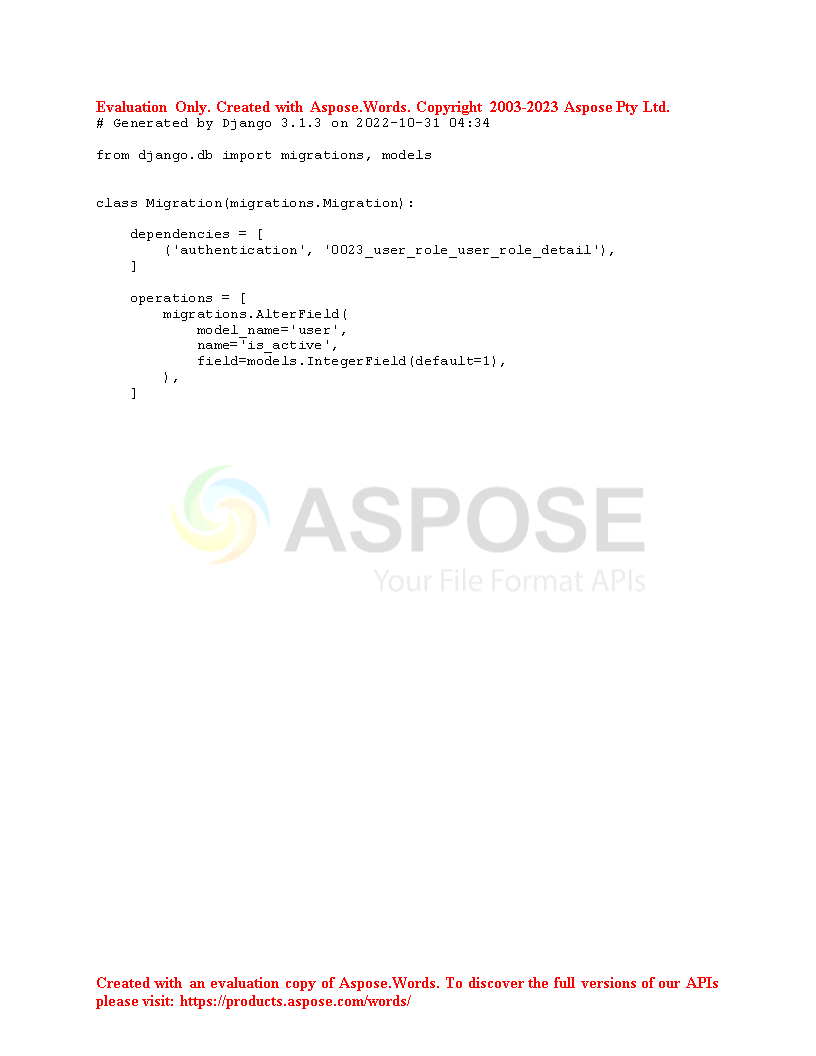 Evaluation Only. Created with Aspose.Words. Copyright 2003-2023 Aspose Pty Ltd.
# Generated by Django 3.1.3 on 2022-10-31 04:34

from django.db import migrations, models


class Migration(migrations.Migration):

    dependencies = [
        ('authentication', '0023_user_role_user_role_detail'),
    ]

    operations = [
        migrations.AlterField(
            model_name='user',
            name='is_active',
            field=models.IntegerField(default=1),
        ),
    ]
ASPOSE
Your File Format APIs
Created with an evaluation copy of Aspose.Words. To discover the full versions of our APIs
please visit: https://products.aspose.com/words/